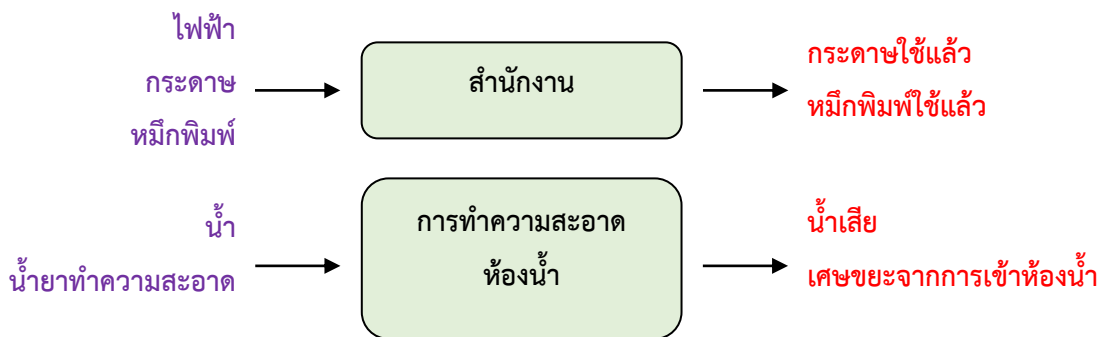 ไฟฟ้า
กระดาษ
หมึกพิมพ์
สำนักงาน
กระดาษใช้แล้ว
หมึกพิมพ์ใช้แล้ว
น้ำ
น้ำยาทำความสะอาด
การทำความสะอาด
ห้องน้ำ
น้ำเสีย
เศษขยะจากการเข้าห้องน้ำ